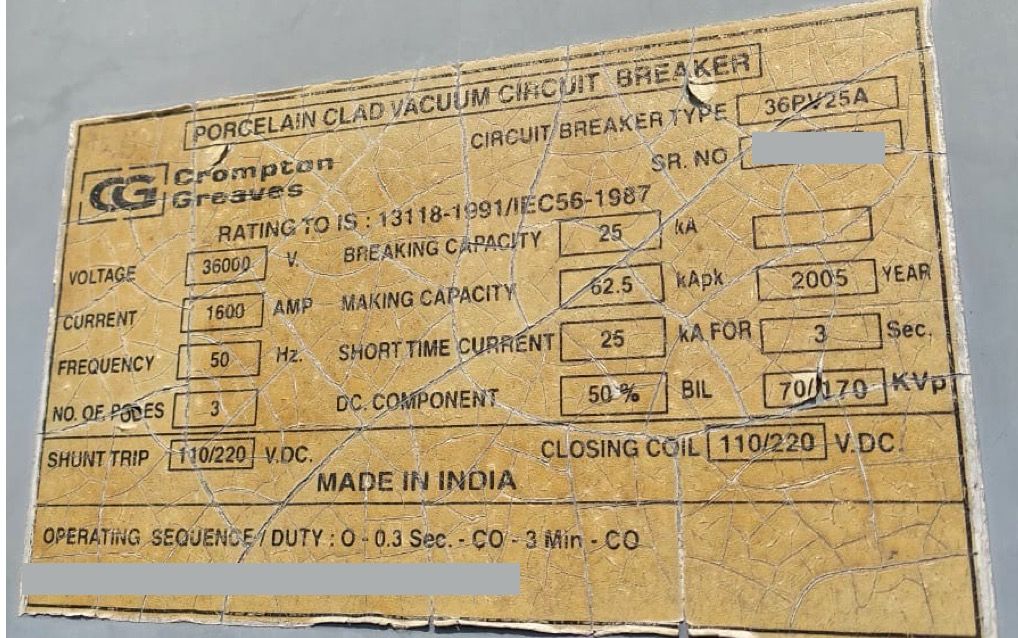 PORCELAIN CLAD VACUUM CIRCUIT BREAKER
CG Crompton Greaves
CIRCUIT BREAKER TYPE 36PV25A
SR. NO
RATING TO IS : 13118-1991/IEC56-1987
VOLTAGE 36000 V. BREAKING CAPACITY 25 kA
CURRENT 1600 AMP MAKING CAPACITY 62.5 kApk 2005 YEAR
FREQUENCY 50 Hz. SHORT TIME CURRENT 25 kA FOR 3 Sec.
NO. OF. POLES 3 DC. COMPONENT 50 % BIL 70/170 KVp
SHUNT TRIP 110/220 V.DC. CLOSING COIL 110/220 V.DC.
MADE IN INDIA
OPERATING SEQUENCE / DUTY : O - 0.3 Sec. - CO - 3 Min - CO